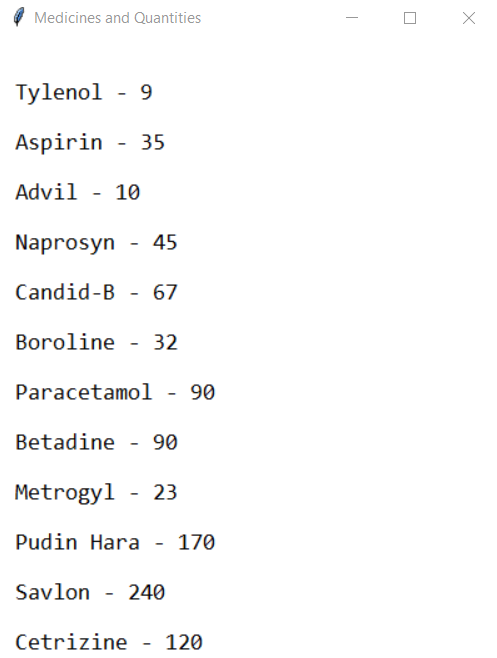 Medicines and Quantities
Tylenol - 9
Aspirin - 35
Advil - 10
Naprosyn - 45
Candid-B - 67
Boroline - 32
Paracetamol - 90
Betadine - 90
Metrogyl - 23
Pudin Hara - 170
Savlon - 240
Cetrizine - 120